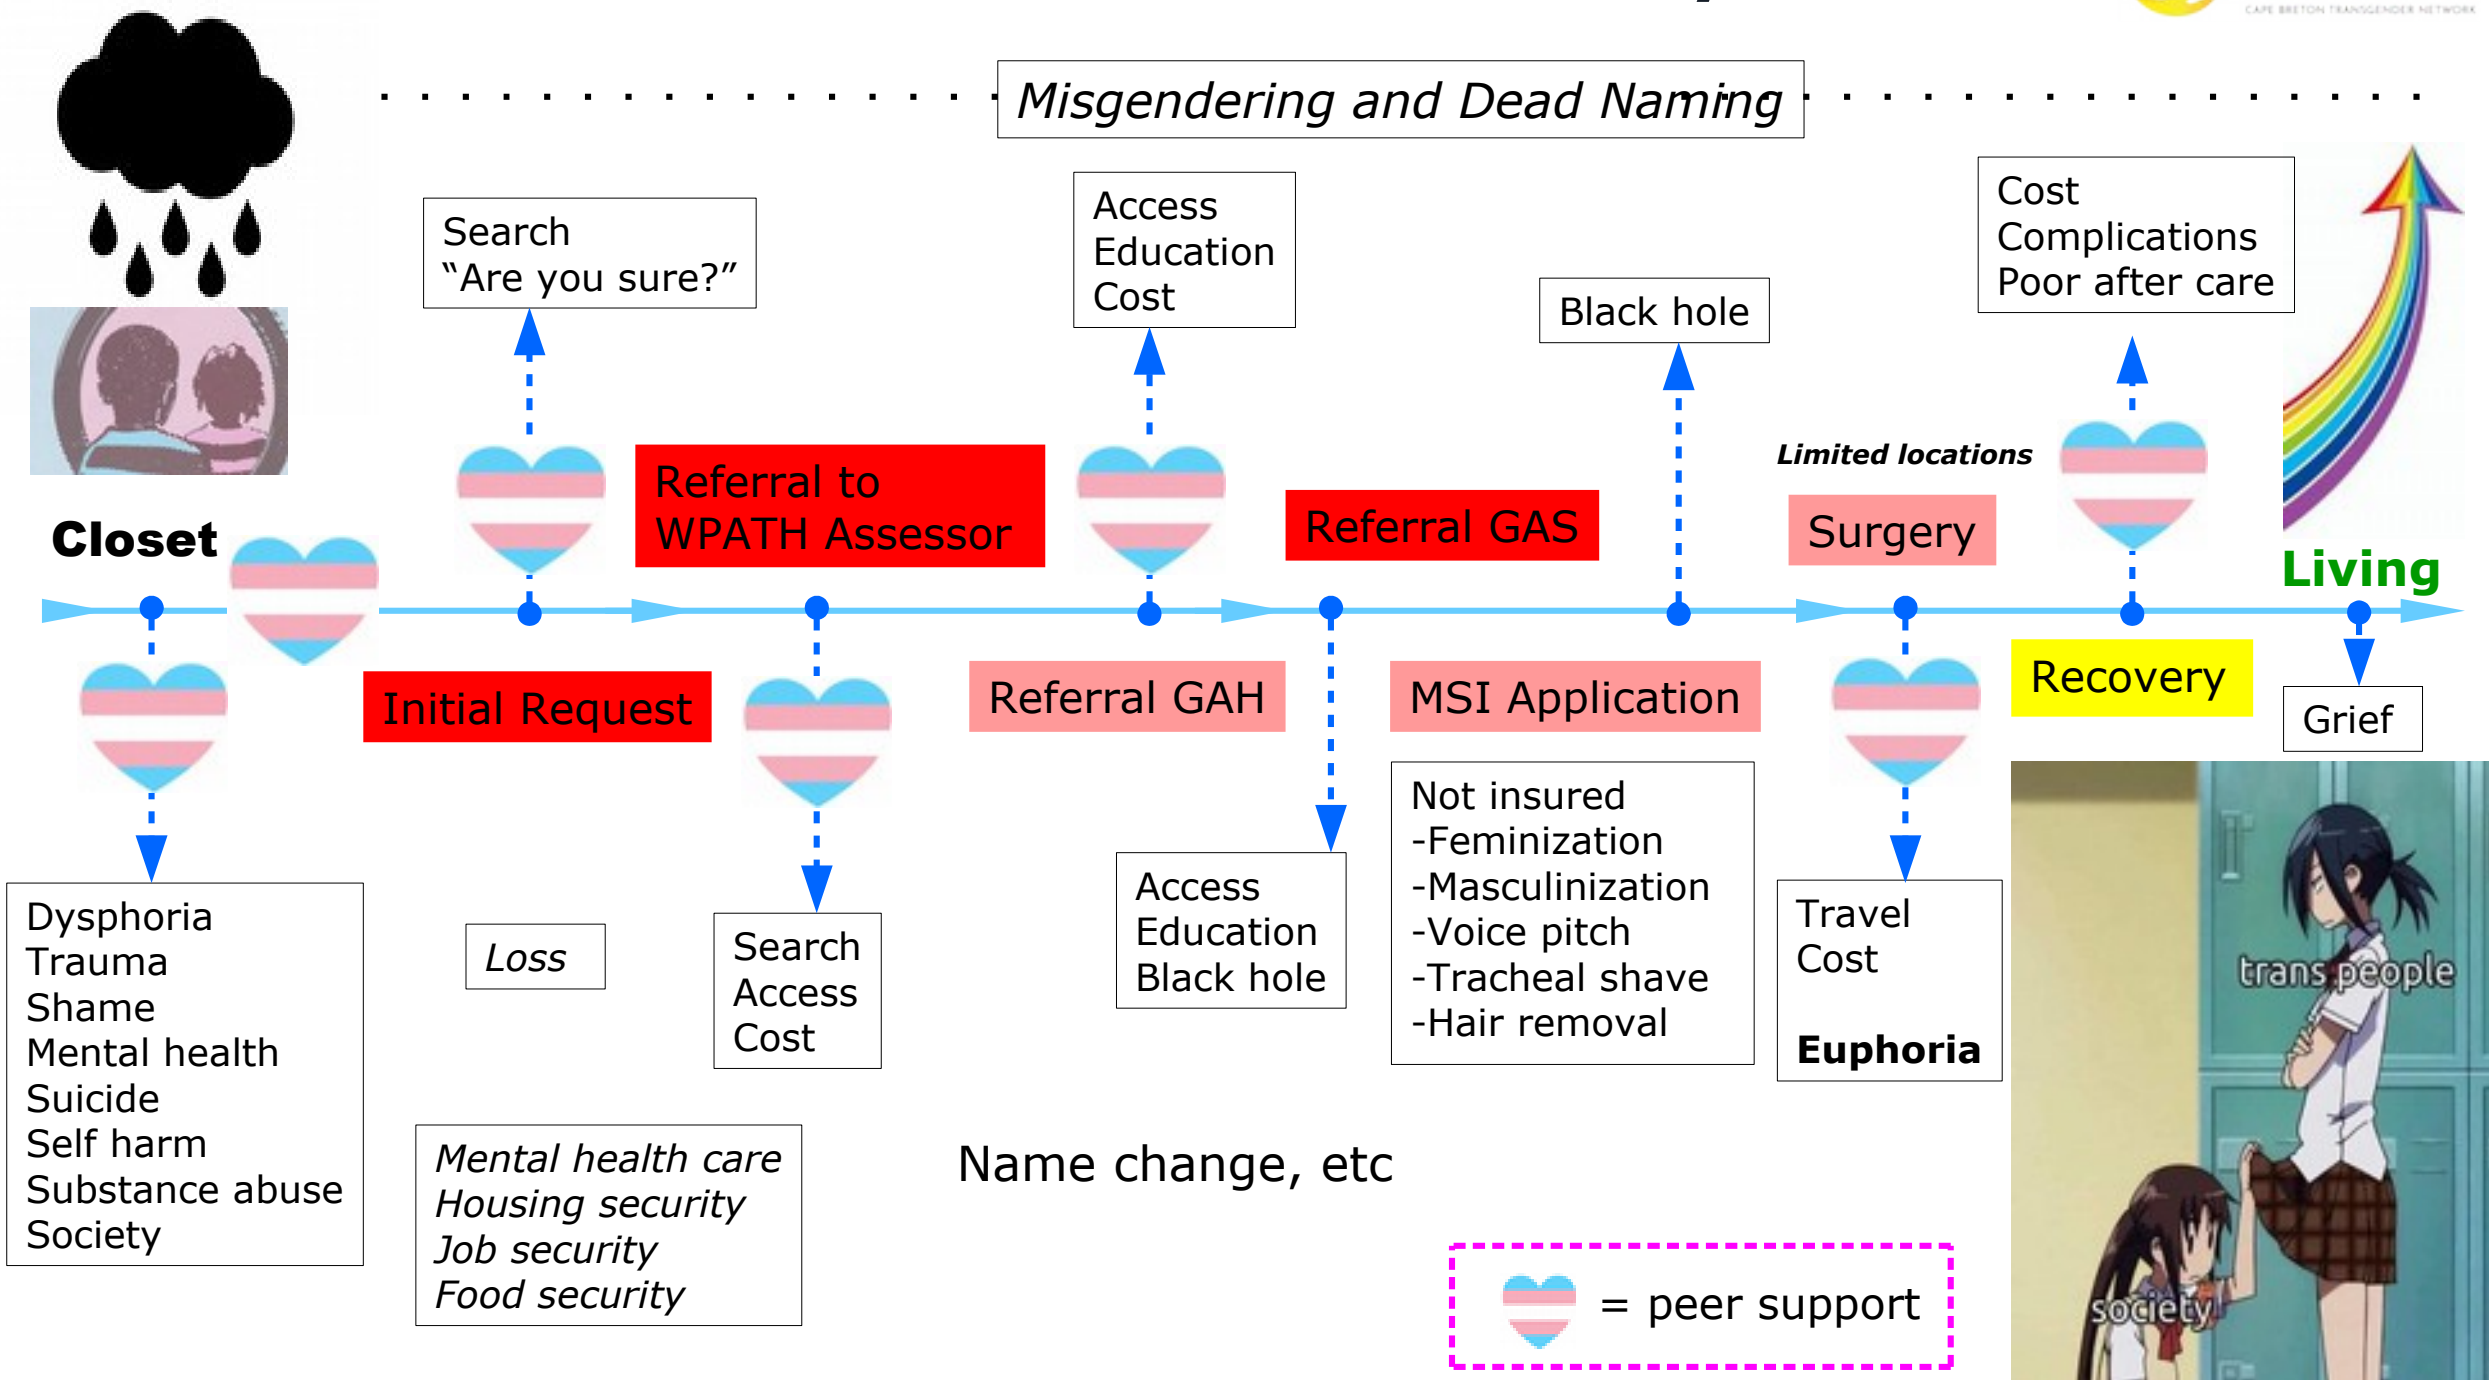 CAPE BRETON TRANSGENDER NETWORK
Misgendering and Dead Naming
Search
“Are you sure?”
Access
Education
Cost
Black hole
Cost
Complications
Poor after care
Closet
Referral to
WPATH Assessor
Referral GAS
Limited locations
Surgery
Living
Initial Request
Referral GAH
MSI Application
Recovery
Grief
Dysphoria
Trauma
Shame
Mental health
Suicide
Self harm
Substance abuse
Society
Loss
Search
Access
Cost
Access
Education
Black hole
Not insured
-Feminization
-Masculinization
-Voice pitch
-Tracheal shave
-Hair removal
Travel
Cost
Euphoria
Mental health care
Housing security
Job security
Food security
Name change, etc
= peer support
trans people
society